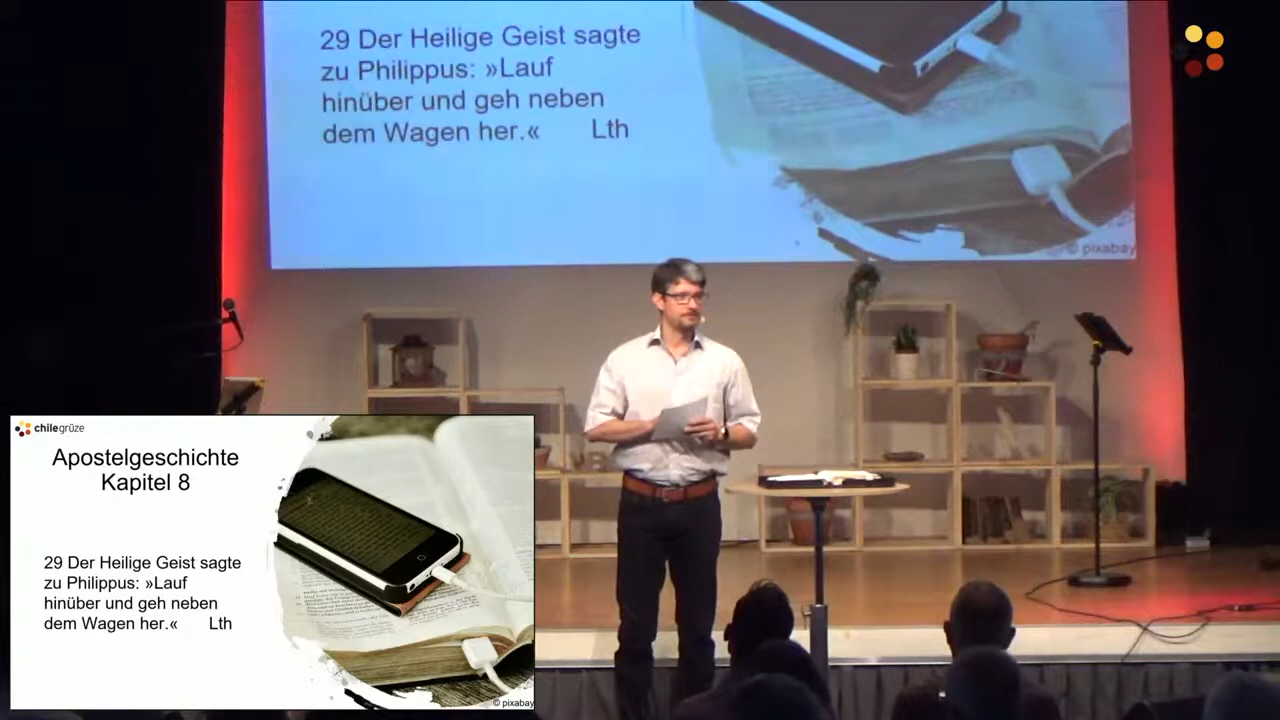 29 Der Heilige Geist sagte
zu Philippus: »Lauf
hinüber und geh neben
dem Wagen her.« Lth
© pixabay
chilegrüze
Apostelgeschichte
Kapitel 8
29 Der Heilige Geist sagte
zu Philippus: »Lauf
hinüber und geh neben
dem Wagen her.« Lth
© pixabay